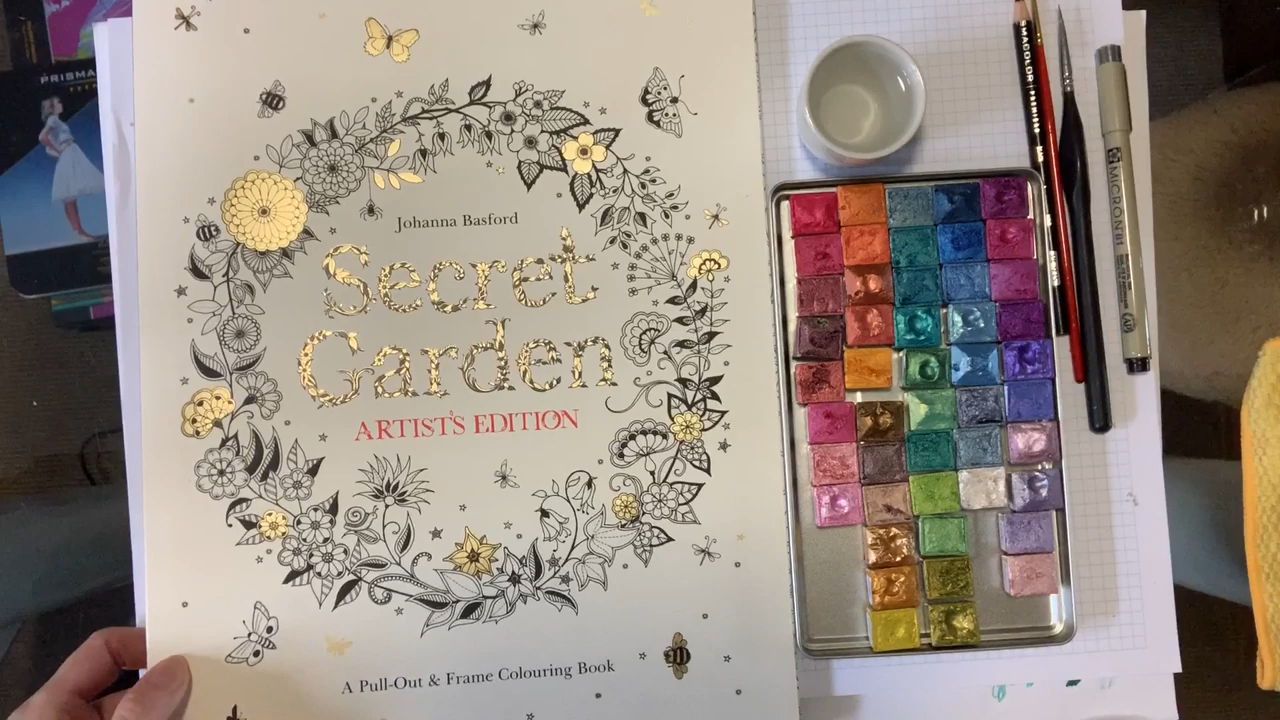 PRISMA
Johanna Basford
Secret
Garden
ARTIST'S EDITION
A Pull-Out & Frame Colouring Book
MICRON